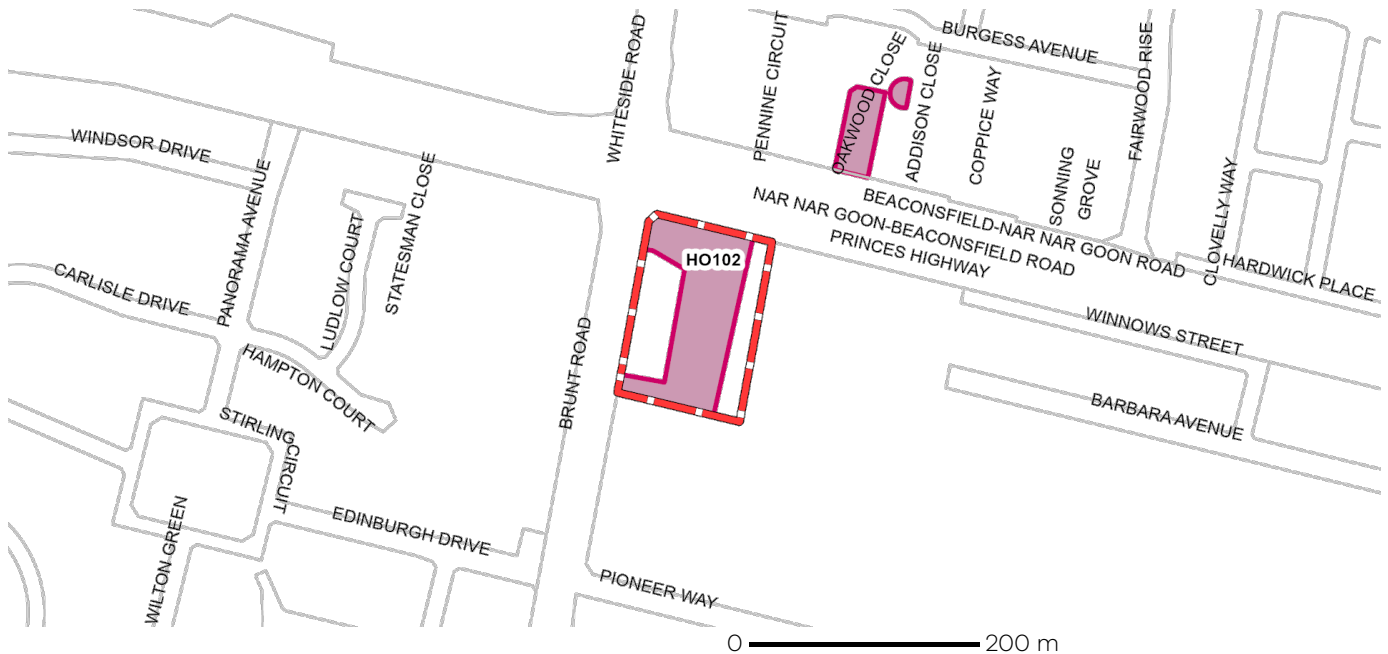 BURGESS AVENUE
WHITESIDE ROAD
PENNINE CIRCUIT
OAKWOOD CLOSE
ADDISON CLOSE
COPPICE WAY
FAIRWOOD RISE
WINDSOR DRIVE
PANORAMA AVENUE
STATESMAN CLOSE
LUDLOW COURT
SONNING
GROVE
CLOVELLY WAY
BEACONSFIELD-NAR NAR GOON ROAD
NAR NAR GOON-BEACONSFIELD ROAD
PRINCES HIGHWAY
HARDWICK PLACE
CARLISLE DRIVE
HO102
WINNOWS STREET
HAMPTON COURT
BRUNT ROAD
BARBARA AVENUE
STIRLING
CIRCUIT
WILTON GREEN
EDINBURGH DRIVE
PIONEER WAY
0 200 m